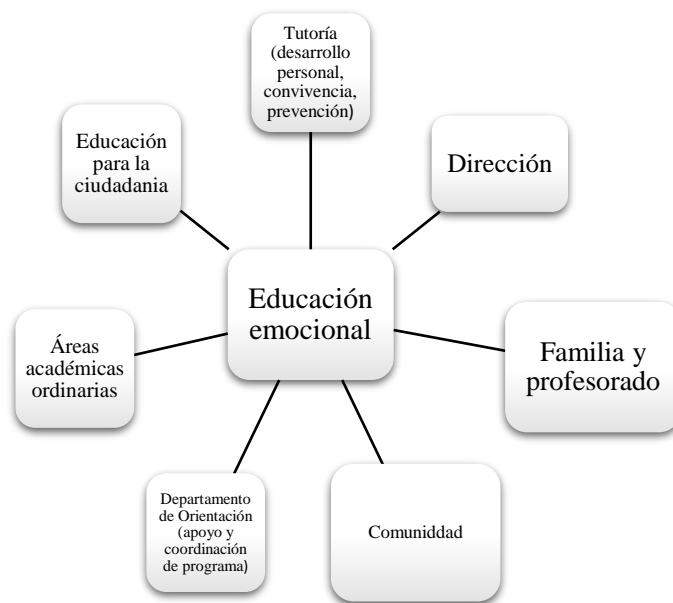 Tutoría
(desarrollo
personal,
convivencia,
prevención)
Dirección
Familia y
profesorado
Comuniddad
Departamento
de Orientación
(apoyo y
coordinación
de programa)
Áreas
académicas
ordinarias
Educación
para la
ciudadania
Educación
emocional